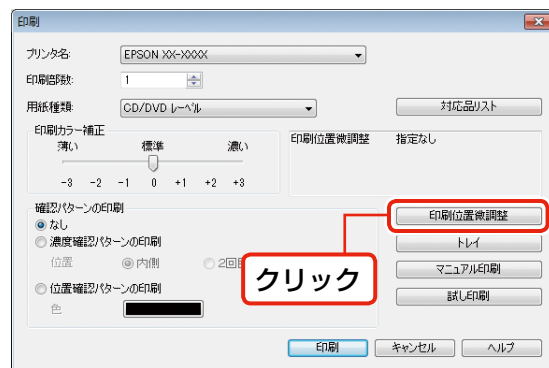 印刷
プリンタ名: EPSON XX-XXXX
印刷部数: 1
用紙種類: CD/DVD レーベル 対応品リスト
印刷カラー補正
薄い 標準 濃い
-3 -2 -1 0 +1 +2 +3
印刷位置微調整 指定なし
確認パターンの印刷
なし
濃度確認パターンの印刷
位置 内側 2回目
位置確認パターンの印刷
色
印刷位置微調整
トレイ
マニュアル印刷
試し印刷
クリック
印刷 キャンセル ヘルプ